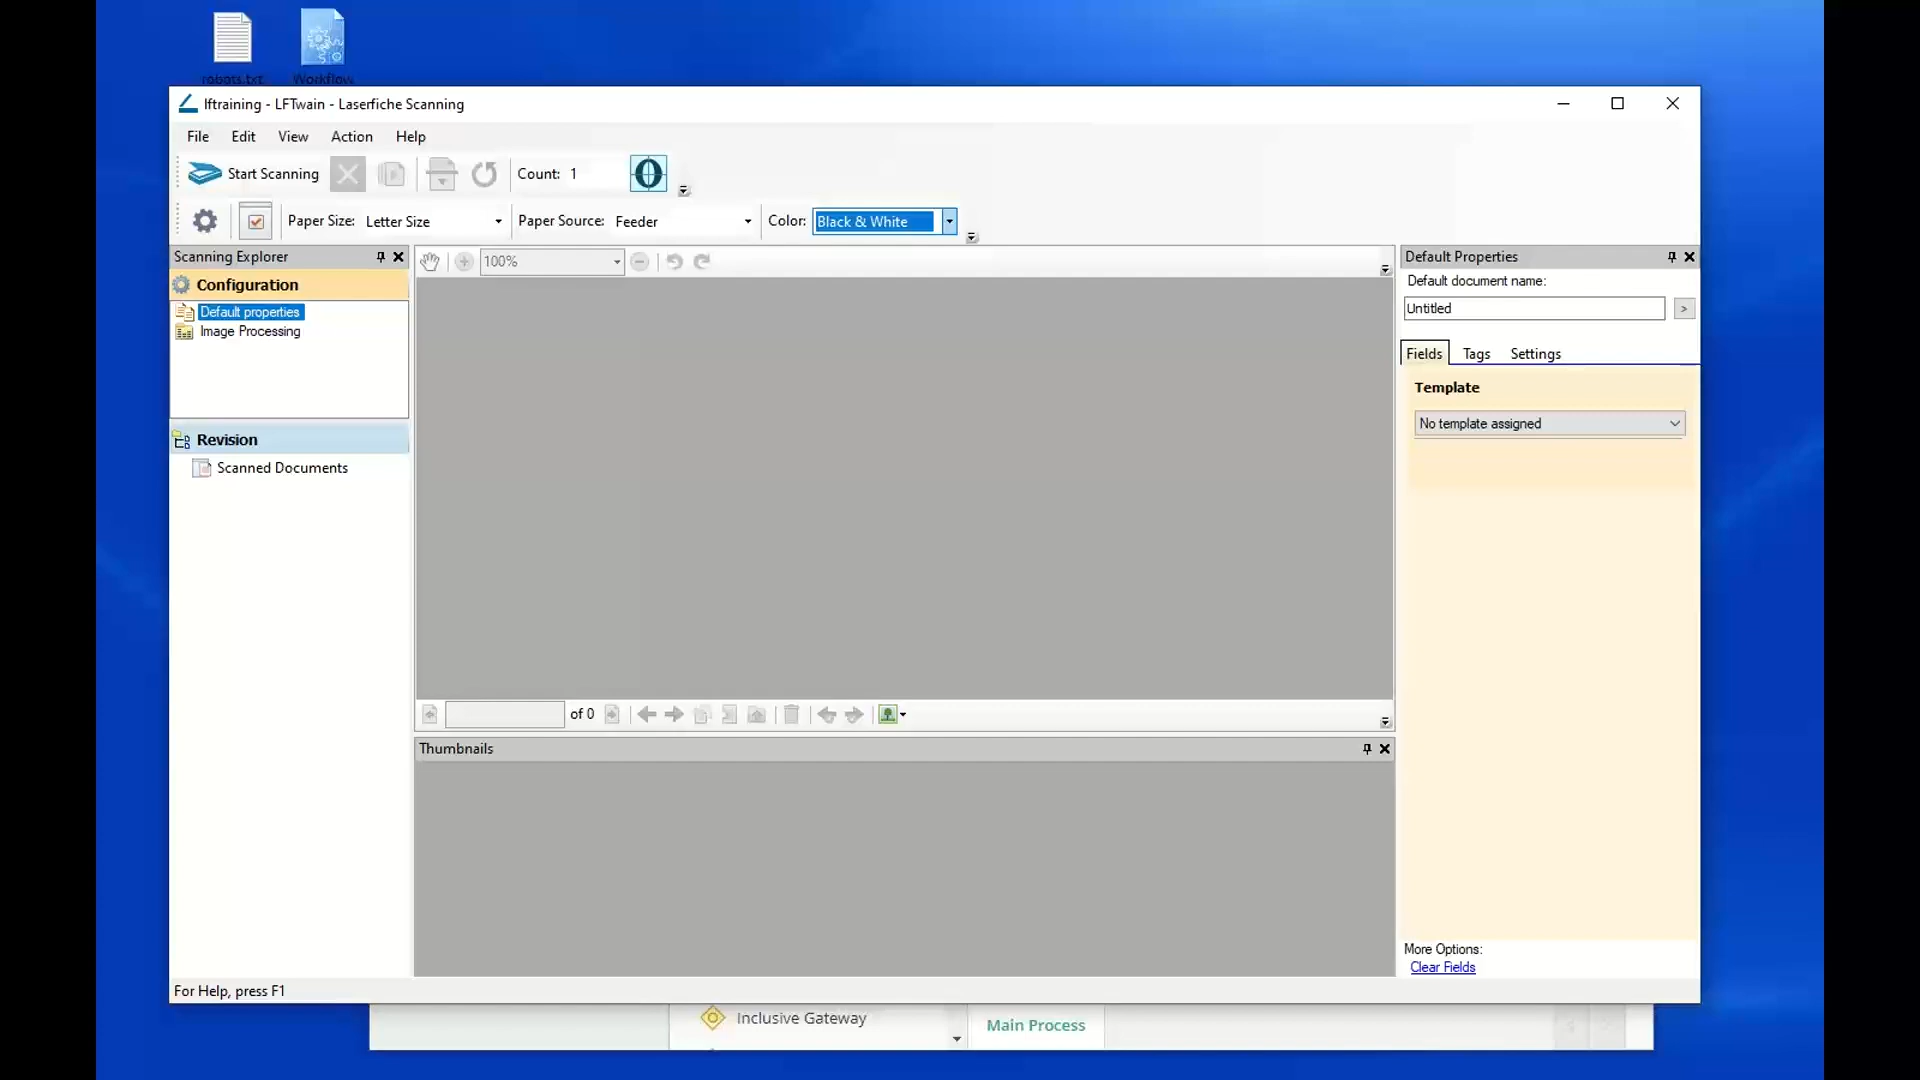 robots.txt
Workflow
lftraining - LFTwain - Laserfiche Scanning
File Edit View Action Help
Start Scanning Count: 1
Paper Size: Letter Size Paper Source: Feeder Color: Black & White
Scanning Explorer
100%
Default Properties
Configuration
Default document name:
Default properties
Untitled >
Image Processing
Fields Tags Settings
Template
No template assigned
Revision
Scanned Documents
of 0
Thumbnails
More Options:
Clear Fields
For Help, press F1
Inclusive Gateway
Main Process